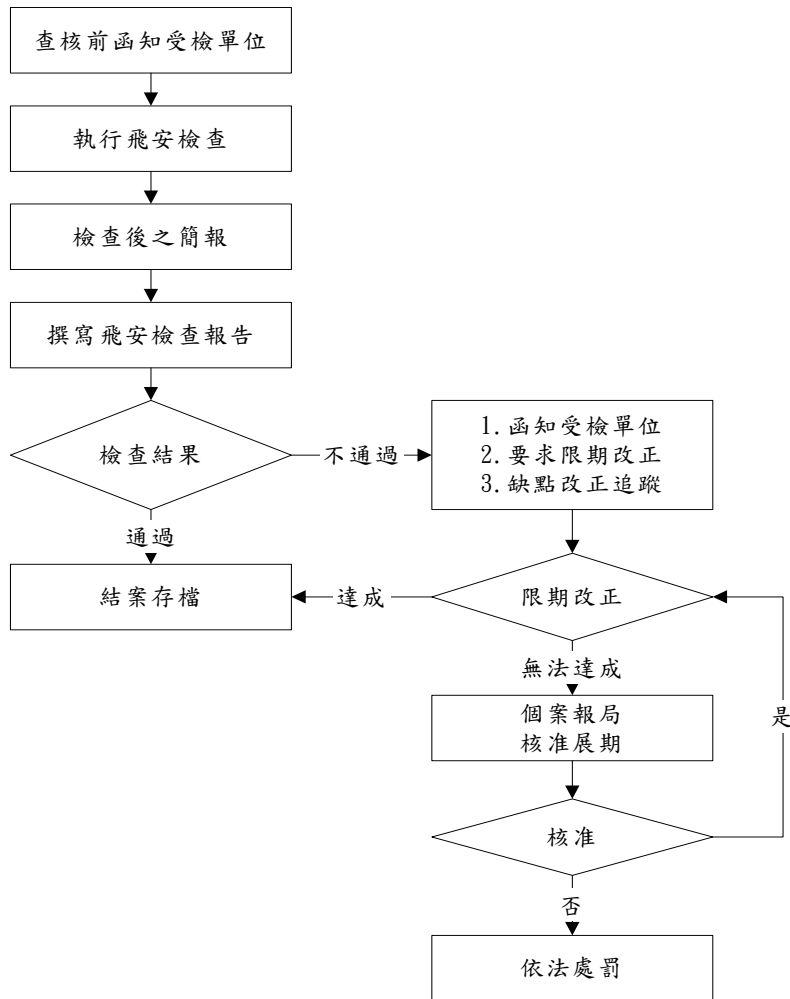 查核前函知受檢單位
執行飛安檢查
檢查後之簡報
撰寫飛安檢查報告
檢查結果
不通過
1.函知受檢單位
2.要求限期改正
3.缺點改正追蹤
通過
結案存檔
達成
限期改正
無法達成
個案報局
核准展期
是
核准
否
依法處罰